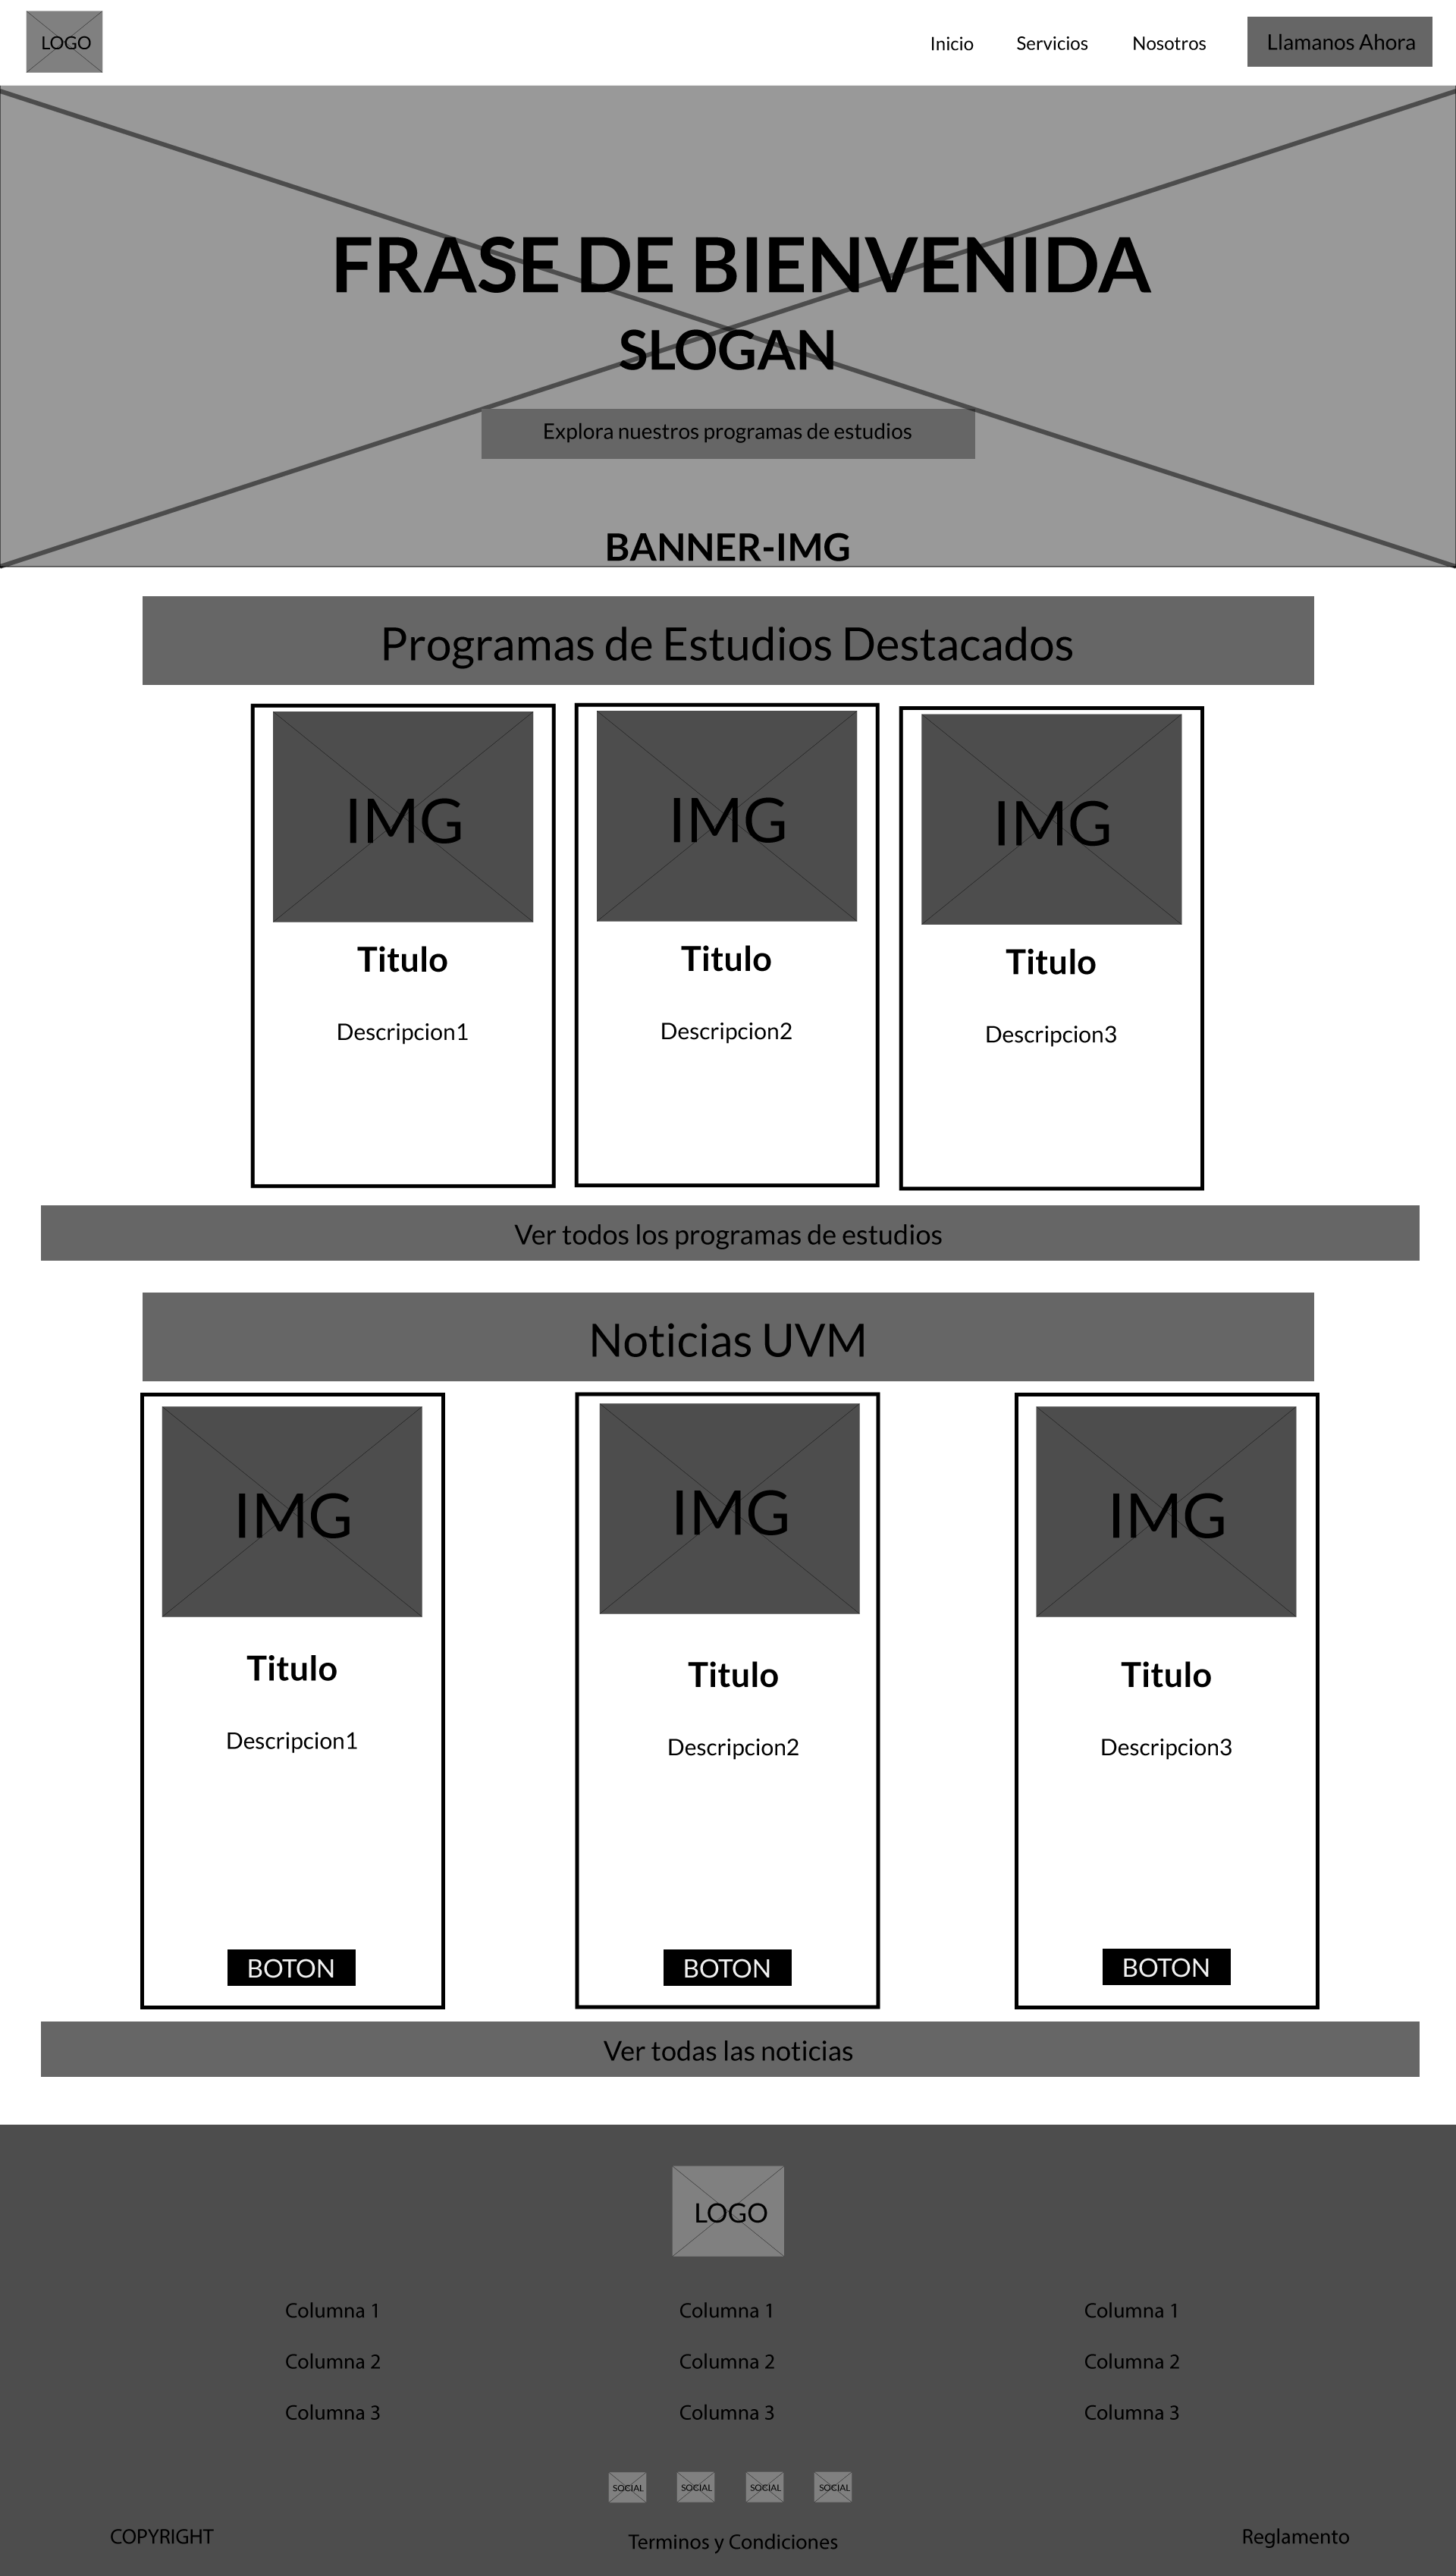 LOGO
Inicio Servicios Nosotros Llamanos Ahora
FRASE DE BIENVENIDA
SLOGAN
Explora nuestros programas de estudios
BANNER-IMG
Programas de Estudios Destacados
IMG IMG IMG
Titulo Titulo Titulo
Descripcion1 Descripcion2 Descripcion3
Ver todos los programas de estudios
Noticias UVM
IMG IMG IMG
Titulo Titulo Titulo
Descripcion1 Descripcion2 Descripcion3
BOTON BOTON BOTON
Ver todas las noticias
LOGO
Columna 1 Columna 1 Columna 1
Columna 2 Columna 2 Columna 2
Columna 3 Columna 3 Columna 3
SOCIAL SOCIAL SOCIAL SOCIAL
COPYRIGHT Terminos y Condiciones Reglamento